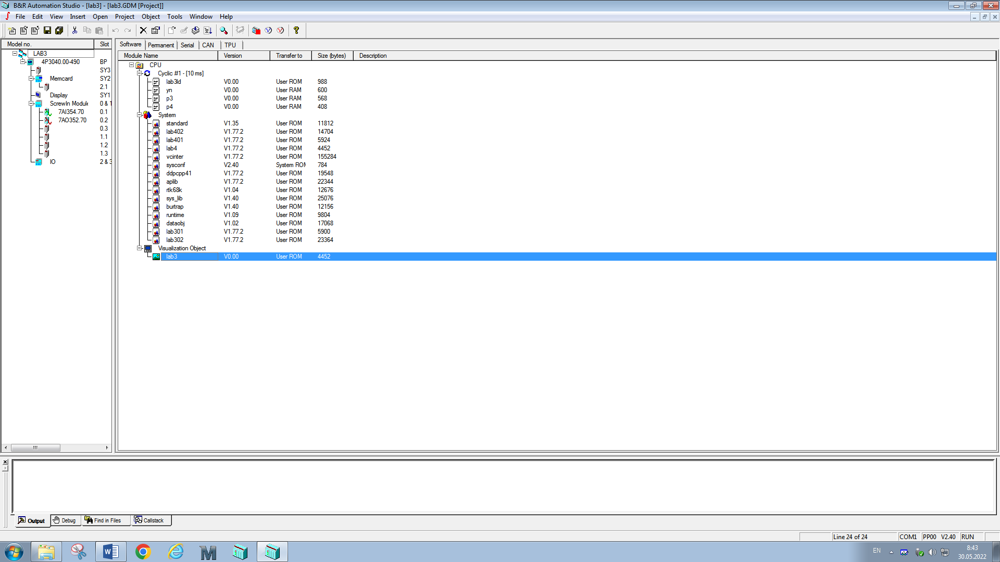 B&R Automation Studio - [lab3] - [lab3.GDM [Project]]
File Edit View Insert Open Project Object Tools Window Help
Model no. Slot
LAB3
4P3040.00-490 BP
SY3
Memcard SY2
2.1
Display SY1
ScrewIn Module 0 & 1
7AI354.70 0.1
7AO352.70 0.2
0.3
1.1
1.2
1.3
IO 2 & 3
Software Permanent Serial CAN TPU
Module Name Version Transfer to Size (bytes) Description
CPU
Cyclic #1 - [10 ms]
lab3ld V0.00 User ROM 988
yn V0.00 User RAM 600
p3 V0.00 User RAM 568
p4 V0.00 User RAM 408
System
standard V1.35 User ROM 11812
lab402 V1.77.2 User ROM 14704
lab401 V1.77.2 User ROM 5924
lab4 V1.77.2 User ROM 4452
vcinter V1.77.2 User ROM 155284
sysconf V2.40 System ROM 784
ddpcpp41 V1.77.2 User ROM 19548
aplib V1.77.2 User ROM 22344
rtk68k V1.04 User ROM 12676
sys_lib V1.40 User ROM 25076
burtrap V1.40 User ROM 12156
runtime V1.09 User ROM 9804
dataobj V1.02 User ROM 17068
lab301 V1.77.2 User ROM 5900
lab302 V1.77.2 User ROM 23364
Visualization Object
lab3 V0.00 User ROM 4452
Output Debug Find in Files Callstack
Line 24 of 24 COM1 PP00 V2.40 RUN
EN 8:43
30.05.2022